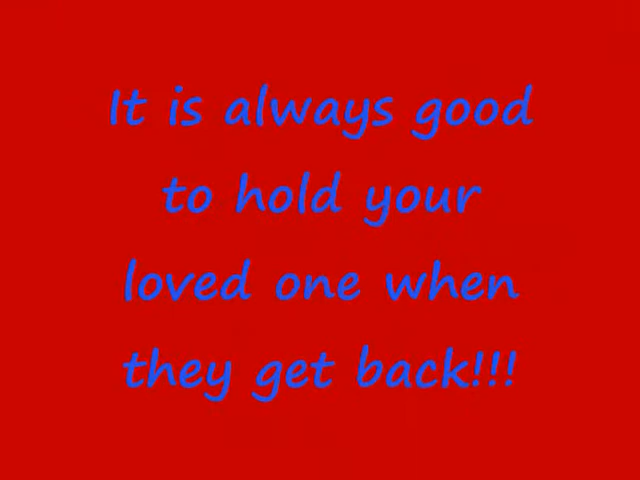 It is always good
to hold your
loved one when
they get back!!!